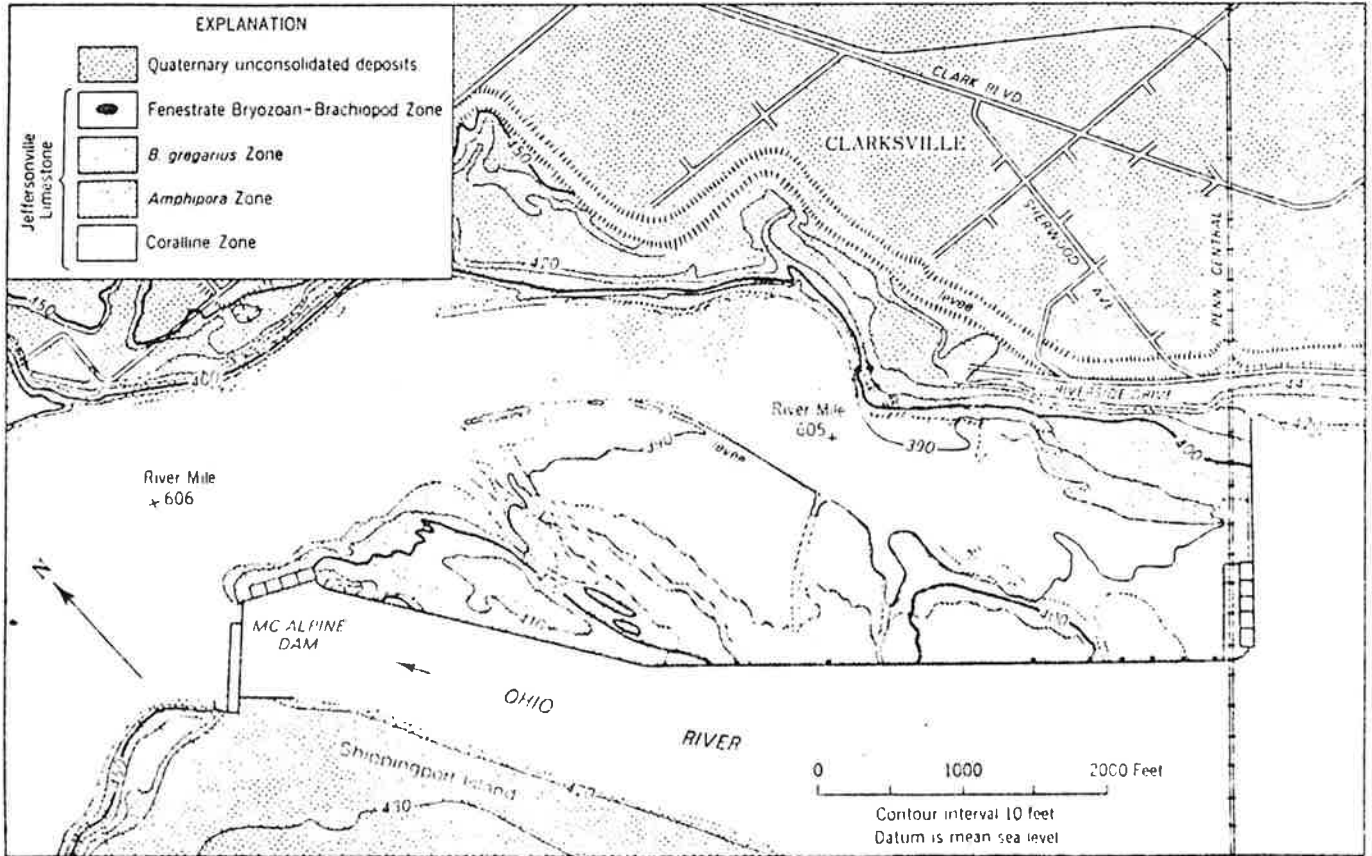 EXPLANATION
Quaternary unconsolidated deposits
Fenestrate Bryozoan-Brachiopod Zone
B. gregarius Zone
Amphipora Zone
Coralline Zone
Jeffersonville
Limestone
450
CLARK BLVD.
CLARKSVILLE
SHERWOOD
PENN CENTRAL
levee
420
450
400
RIVERSIDE DRIVE
River Mile
605
390
400
390
levee
River Mile
606
N
410
MC ALPINE
DAM
OHIO
RIVER
Shippingport Island
430
0 1000 2000 Feet
Contour interval 10 feet
Datum is mean sea level